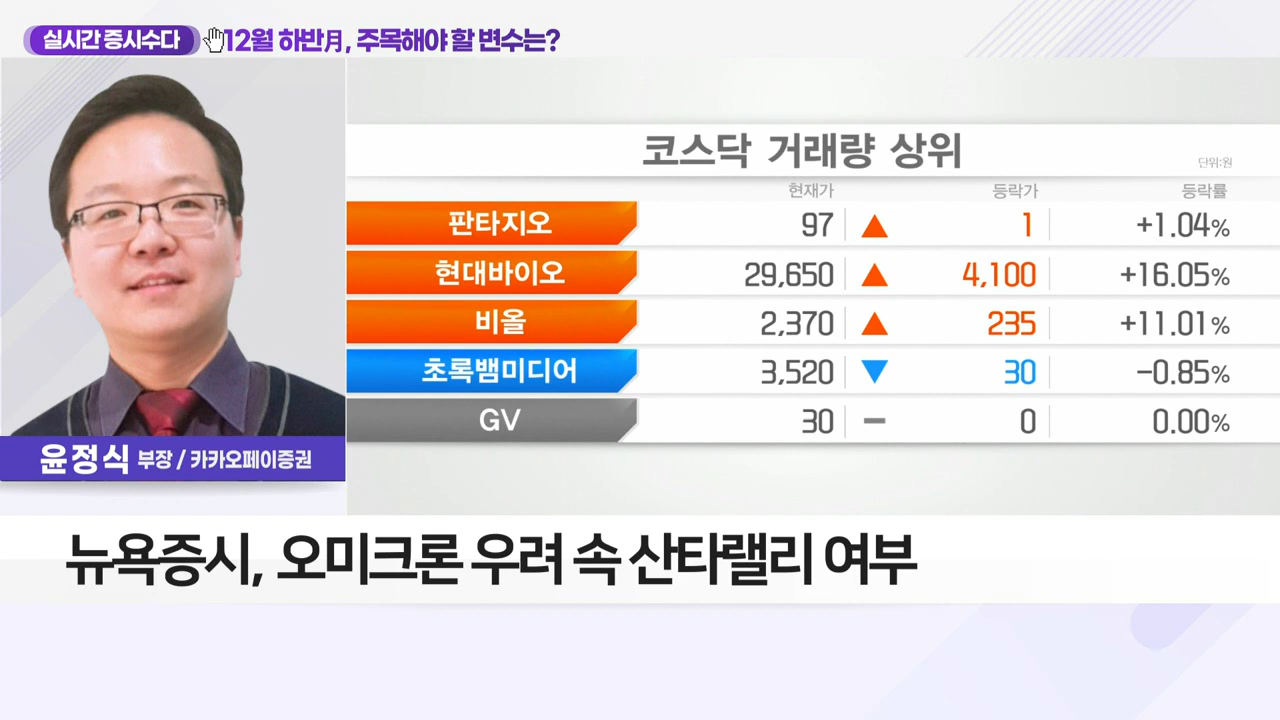 실시간 증시수다
12월 하반月, 주목해야 할 변수는?
코스닥 거래량 상위
단위:원
현재가 등락가 등락률
판타지오 97 ▲ 1 +1.04%
현대바이오 29,650 ▲ 4,100 +16.05%
비올 2,370 ▲ 235 +11.01%
초록뱀미디어 3,520 ▼ 30 -0.85%
GV 30 - 0 0.00%
윤정식 부장 / 카카오페이증권
뉴욕증시, 오미크론 우려 속 산타랠리 여부